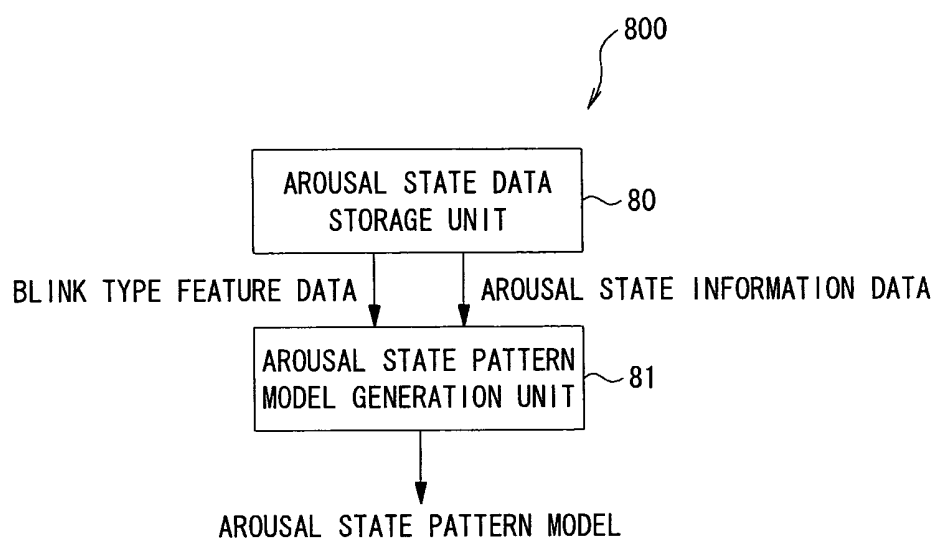 800
AROUSAL STATE DATA
STORAGE UNIT
80
BLINK TYPE FEATURE DATA
AROUSAL STATE INFORMATION DATA
AROUSAL STATE PATTERN
MODEL GENERATION UNIT
81
AROUSAL STATE PATTERN MODEL